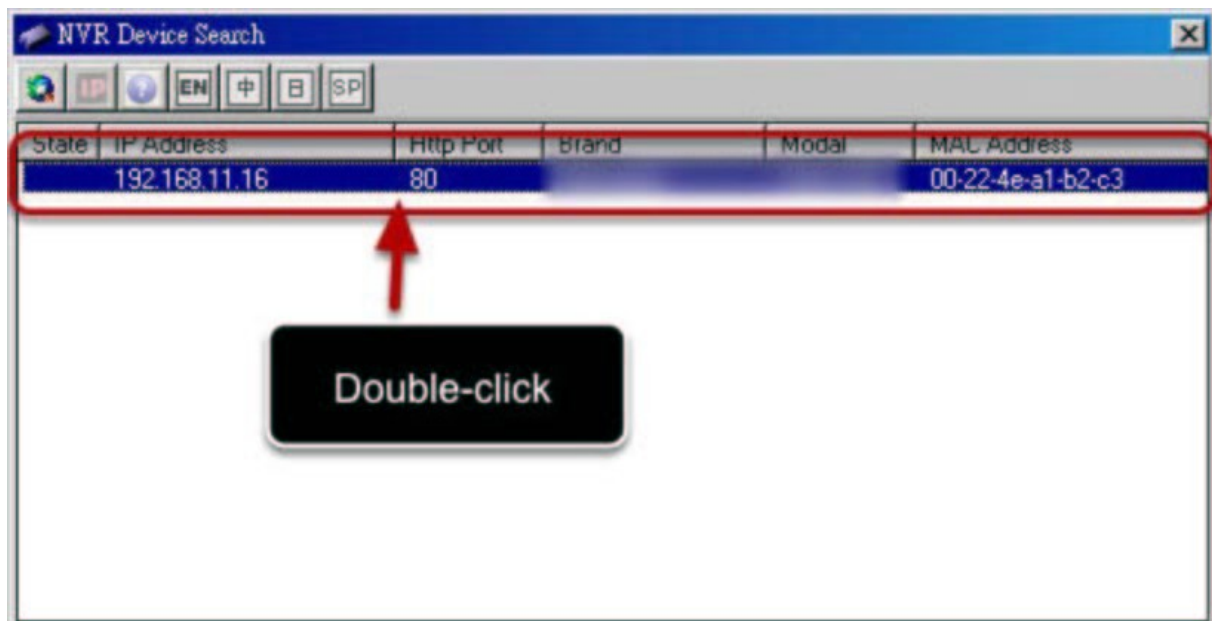 NVR Device Search
IP EN 中 日 SP
State IP Address Http Port Brand Modal MAC Address
192.168.11.16 80 00-22-4e-a1-b2-c3
Double-click